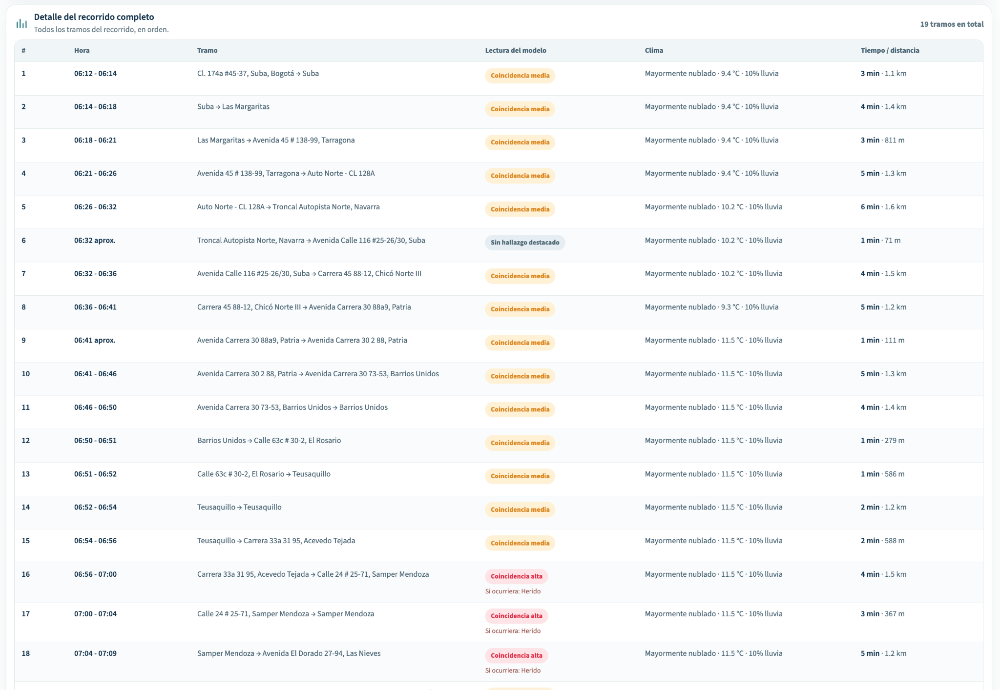 Detalle del recorrido completo
Todos los tramos del recorrido, en orden.
19 tramos en total
# Hora Tramo Lectura del modelo Clima Tiempo / distancia
1 06:12 - 06:14 Cl. 174a #45-37, Suba, Bogotá → Suba Coincidencia media Mayormente nublado · 9.4 °C · 10% lluvia 3 min · 1.1 km
2 06:14 - 06:18 Suba → Las Margaritas Coincidencia media Mayormente nublado · 9.4 °C · 10% lluvia 4 min · 1.4 km
3 06:18 - 06:21 Las Margaritas → Avenida 45 # 138-99, Tarragona Coincidencia media Mayormente nublado · 9.4 °C · 10% lluvia 3 min · 811 m
4 06:21 - 06:26 Avenida 45 # 138-99, Tarragona → Auto Norte - CL 128A Coincidencia media Mayormente nublado · 9.4 °C · 10% lluvia 5 min · 1.3 km
5 06:26 - 06:32 Auto Norte - CL 128A → Troncal Autopista Norte, Navarra Coincidencia media Mayormente nublado · 10.2 °C · 10% lluvia 6 min · 1.6 km
6 06:32 aprox. Troncal Autopista Norte, Navarra → Avenida Calle 116 #25-26/30, Suba Sin hallazgo destacado Mayormente nublado · 10.2 °C · 10% lluvia 1 min · 71 m
7 06:32 - 06:36 Avenida Calle 116 #25-26/30, Suba → Carrera 45 88-12, Chicó Norte III Coincidencia media Mayormente nublado · 10.2 °C · 10% lluvia 4 min · 1.5 km
8 06:36 - 06:41 Carrera 45 88-12, Chicó Norte III → Avenida Carrera 30 88a9, Patria Coincidencia media Mayormente nublado · 9.3 °C · 10% lluvia 5 min · 1.2 km
9 06:41 aprox. Avenida Carrera 30 88a9, Patria → Avenida Carrera 30 2 88, Patria Coincidencia media Mayormente nublado · 11.5 °C · 10% lluvia 1 min · 111 m
10 06:41 - 06:46 Avenida Carrera 30 2 88, Patria → Avenida Carrera 30 73-53, Barrios Unidos Coincidencia media Mayormente nublado · 11.5 °C · 10% lluvia 5 min · 1.3 km
11 06:46 - 06:50 Avenida Carrera 30 73-53, Barrios Unidos → Barrios Unidos Coincidencia media Mayormente nublado · 11.5 °C · 10% lluvia 4 min · 1.4 km
12 06:50 - 06:51 Barrios Unidos → Calle 63c # 30-2, El Rosario Coincidencia media Mayormente nublado · 11.5 °C · 10% lluvia 1 min · 279 m
13 06:51 - 06:52 Calle 63c # 30-2, El Rosario → Teusaquillo Coincidencia media Mayormente nublado · 11.5 °C · 10% lluvia 1 min · 586 m
14 06:52 - 06:54 Teusaquillo → Teusaquillo Coincidencia media Mayormente nublado · 11.5 °C · 10% lluvia 2 min · 1.2 km
15 06:54 - 06:56 Teusaquillo → Carrera 33a 31 95, Acevedo Tejada Coincidencia media Mayormente nublado · 11.5 °C · 10% lluvia 2 min · 588 m
16 06:56 - 07:00 Carrera 33a 31 95, Acevedo Tejada → Calle 24 # 25-71, Samper Mendoza Coincidencia alta Mayormente nublado · 11.5 °C · 10% lluvia 4 min · 1.5 km
Si ocurriera: Herido
17 07:00 - 07:04 Calle 24 # 25-71, Samper Mendoza → Samper Mendoza Coincidencia alta Mayormente nublado · 11.5 °C · 10% lluvia 3 min · 367 m
Si ocurriera: Herido
18 07:04 - 07:09 Samper Mendoza → Avenida El Dorado 27-94, Las Nieves Coincidencia alta Mayormente nublado · 11.5 °C · 10% lluvia 5 min · 1.2 km
Si ocurriera: Herido